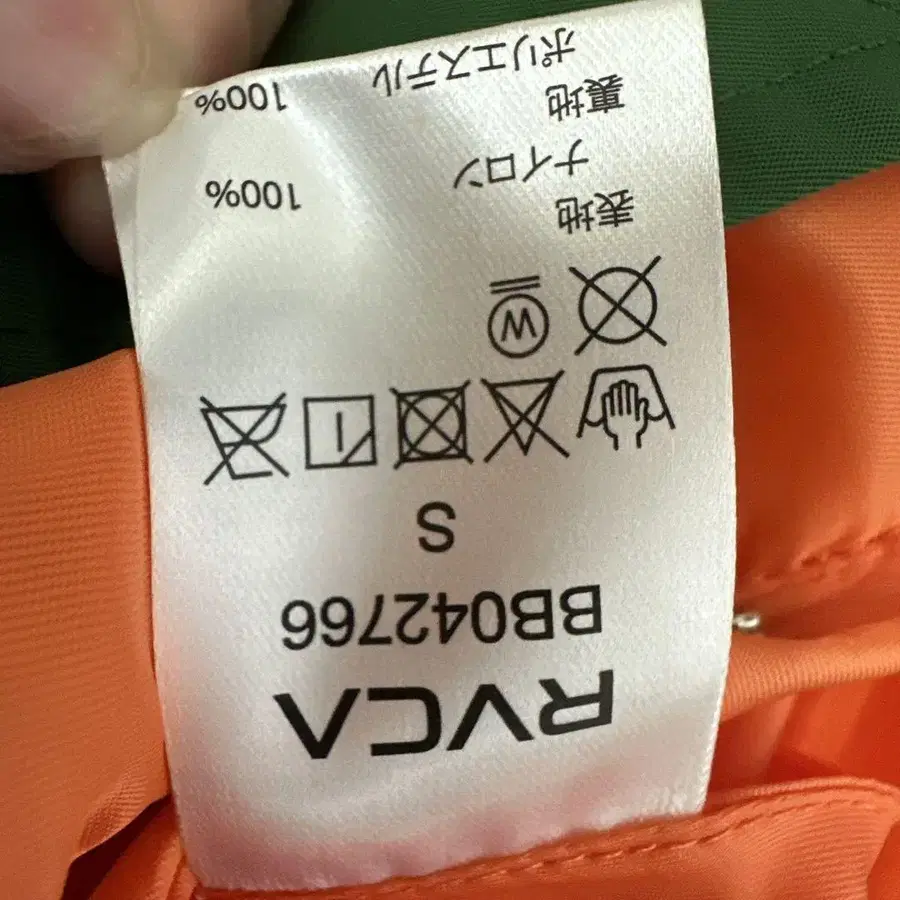 RVCA
BB042766
S
W
表地
ナイロン 100%
裏地
ポリエステル 100%